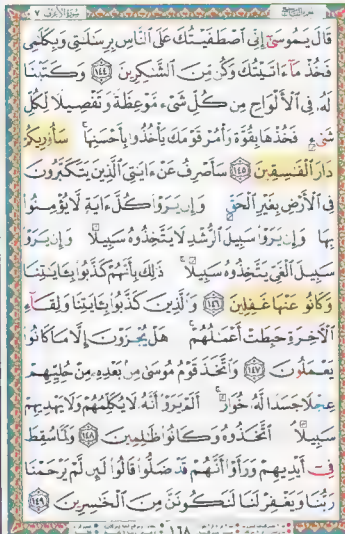 سورة الأعراف ٧
قَالَ يَـٰمُوسَىٰٓ إِنِّى ٱصْطَفَيْتُكَ عَلَى ٱلنَّاسِ بِرِسَـٰلَـٰتِى وَبِكَلَـٰمِى
فَخُذْ مَآ ءَاتَيْتُكَ وَكُن مِّنَ ٱلشَّـٰكِرِينَ ١٤٤ وَكَتَبْنَا
لَهُۥ فِى ٱلْأَلْوَاحِ مِن كُلِّ شَىْءٍ مَّوْعِظَةً وَتَفْصِيلًا لِّكُلِّ
شَىْءٍ فَخُذْهَا بِقُوَّةٍ وَأْمُرْ قَوْمَكَ يَأْخُذُوا۟ بِأَحْسَنِهَا ۚ سَأُو۟رِيكُمْ
دَارَ ٱلْفَـٰسِقِينَ ١٤٥ سَأَصْرِفُ عَنْ ءَايَـٰتِىَ ٱلَّذِينَ يَتَكَبَّرُونَ
فِى ٱلْأَرْضِ بِغَيْرِ ٱلْحَقِّ وَإِن يَرَوْا۟ كُلَّ ءَايَةٍ لَّا يُؤْمِنُوا۟
بِهَا وَإِن يَرَوْا۟ سَبِيلَ ٱلرُّشْدِ لَا يَتَّخِذُوهُ سَبِيلًا وَإِن يَرَوْا۟
سَبِيلَ ٱلْغَىِّ يَتَّخِذُوهُ سَبِيلًا ۚ ذَٰلِكَ بِأَنَّهُمْ كَذَّبُوا۟ بِـَٔايَـٰتِنَا
وَكَانُوا۟ عَنْهَا غَـٰفِلِينَ ١٤٦ وَٱلَّذِينَ كَذَّبُوا۟ بِـَٔايَـٰتِنَا وَلِقَآءِ
ٱلْـَٔاخِرَةِ حَبِطَتْ أَعْمَـٰلُهُمْ ۚ هَلْ يُجْزَوْنَ إِلَّا مَا كَانُوا۟
يَعْمَلُونَ ١٤٧ وَٱتَّخَذَ قَوْمُ مُوسَىٰ مِنۢ بَعْدِهِۦ مِنْ حُلِيِّهِمْ
عِجْلًا جَسَدًا لَّهُۥ خُوَارٌ ۚ أَلَمْ يَرَوْا۟ أَنَّهُۥ لَا يُكَلِّمُهُمْ وَلَا يَهْدِيهِمْ
سَبِيلًا ٱتَّخَذُوهُ وَكَانُوا۟ ظَـٰلِمِينَ ١٤٨ وَلَمَّا سُقِطَ
فِىٓ أَيْدِيهِمْ وَرَأَوْا۟ أَنَّهُمْ قَدْ ضَلُّوا۟ قَالُوا۟ لَئِن لَّمْ يَرْحَمْنَا
رَبُّنَا وَيَغْفِرْ لَنَا لَنَكُونَنَّ مِنَ ٱلْخَـٰسِرِينَ ١٤٩
١٦٨